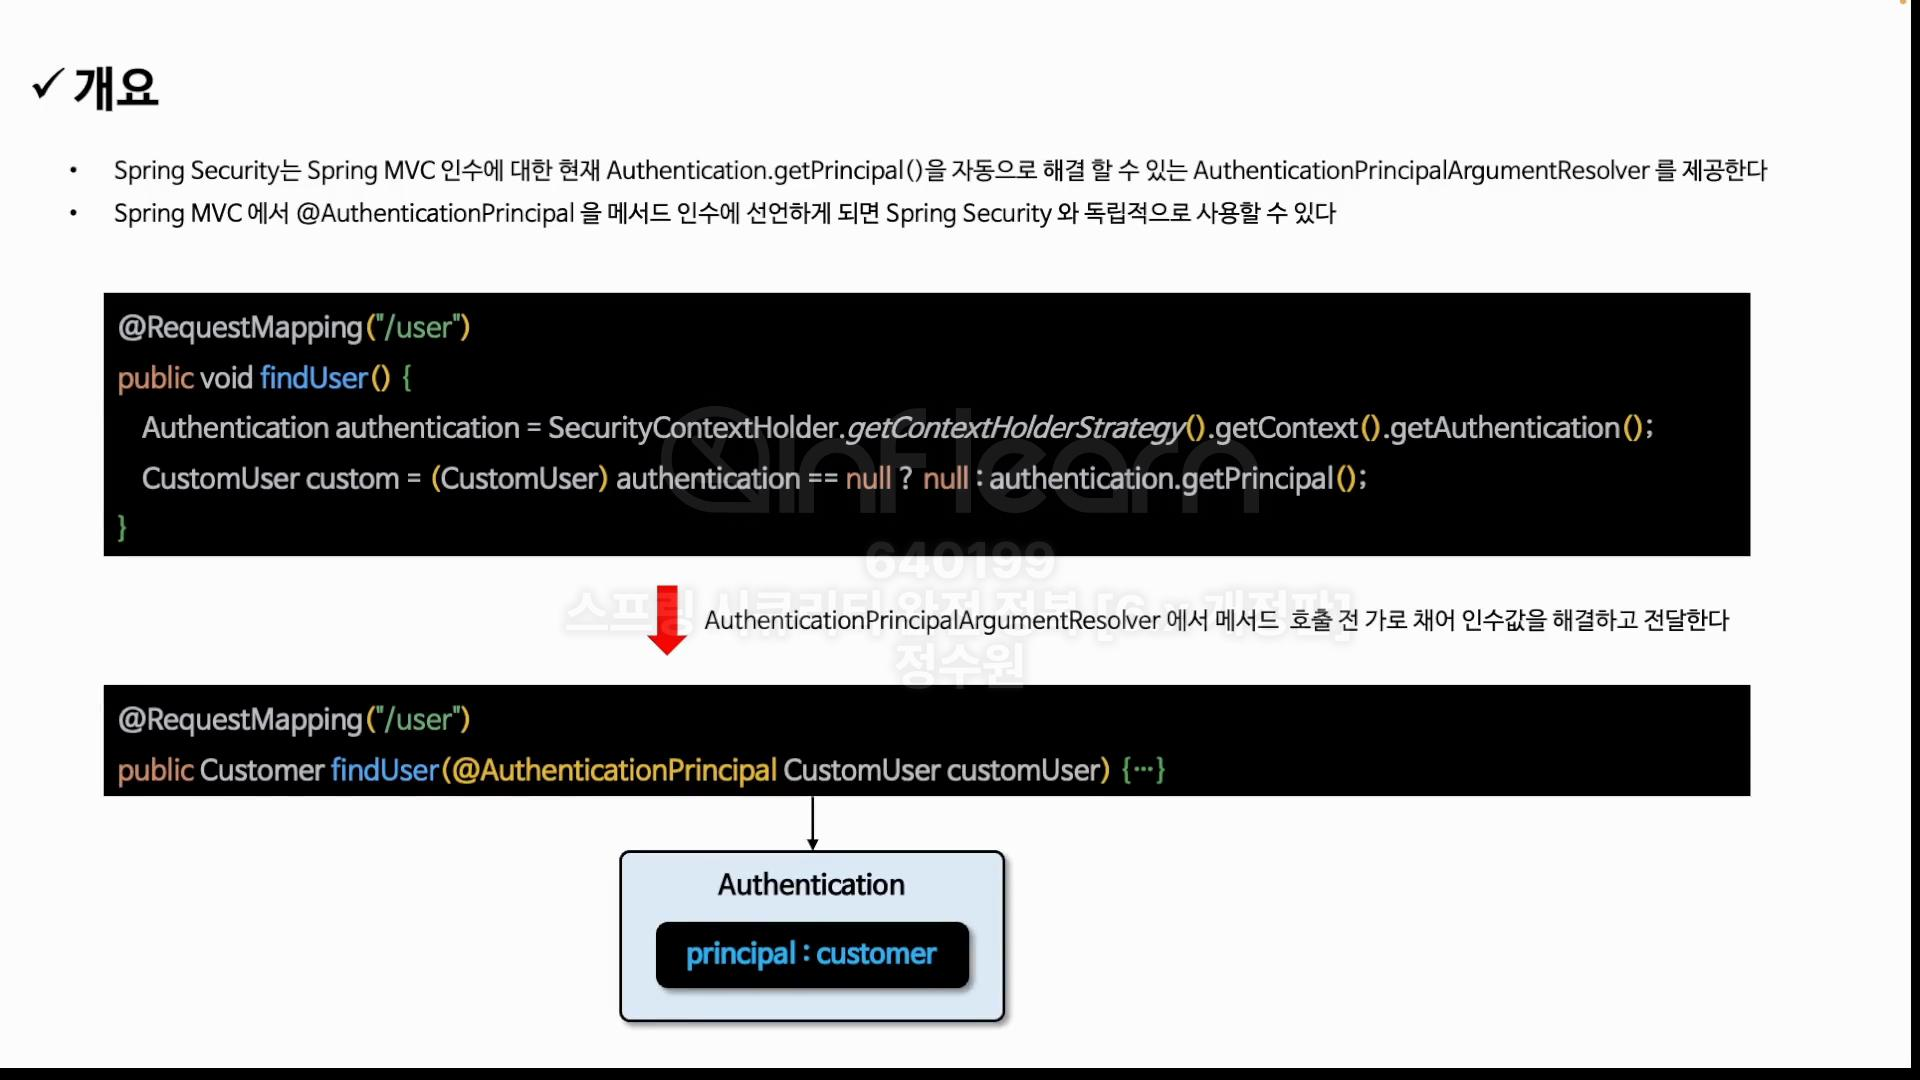 ✓ 개요
• Spring Security는 Spring MVC 인수에 대한 현재 Authentication.getPrincipal()을 자동으로 해결 할 수 있는 AuthenticationPrincipalArgumentResolver 를 제공한다
• Spring MVC 에서 @AuthenticationPrincipal 을 메서드 인수에 선언하게 되면 Spring Security 와 독립적으로 사용할 수 있다
@RequestMapping("/user")
public void findUser() {
Authentication authentication = SecurityContextHolder.getContextHolderStrategy().getContext().getAuthentication();
CustomUser custom = (CustomUser) authentication == null ? null : authentication.getPrincipal();
}
inflearn
640199
스프링 시큐리티 완전 정복 [6.x 개정판]
정수원
AuthenticationPrincipalArgumentResolver 에서 메서드 호출 전 가로 채어 인수값을 해결하고 전달한다
@RequestMapping("/user")
public Customer findUser(@AuthenticationPrincipal CustomUser customUser) {···}
Authentication
principal : customer